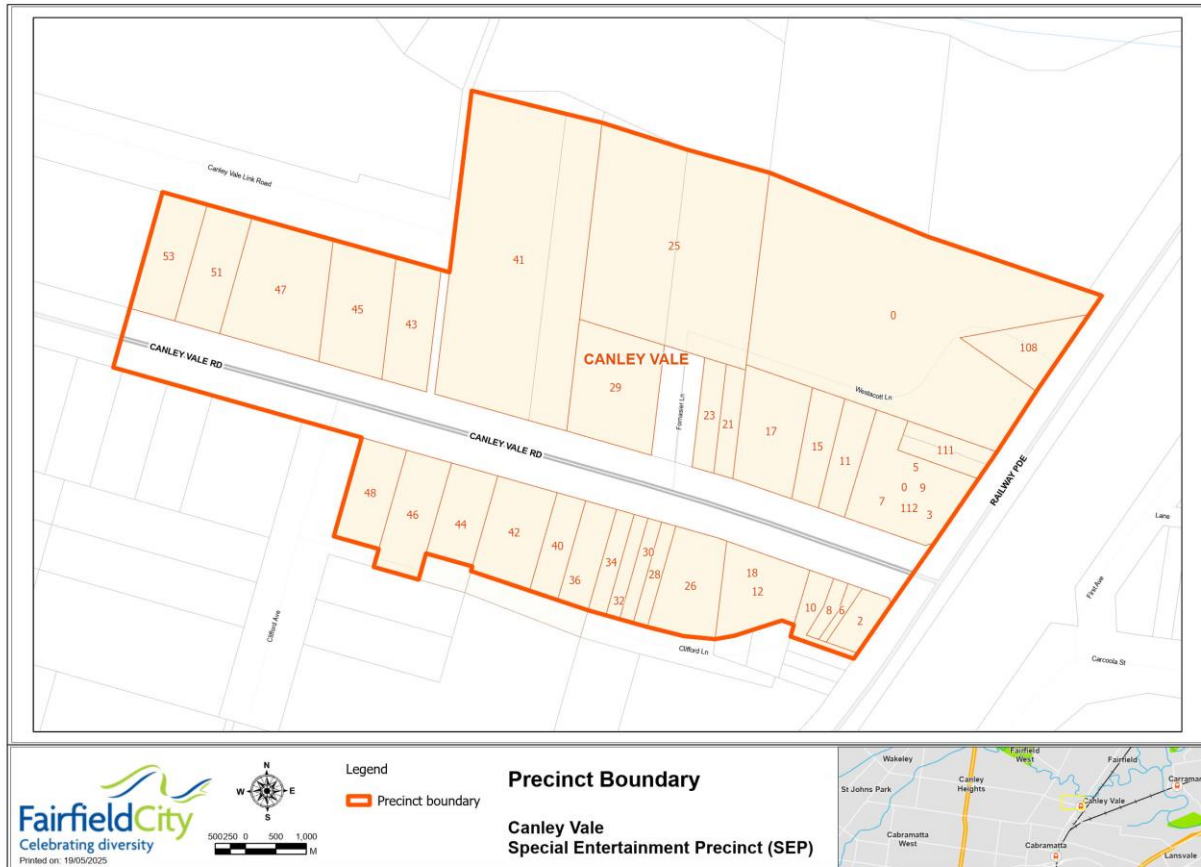 Canley Vale Link Road
53
51
47
45
43
41
25
0
108
CANLEY VALE
29
23
21
17
15
11
Fornasier Ln
Westacott Ln
111
5
0 9
7
112
3
CANLEY VALE RD
CANLEY VALE RD
RAILWAY PDE
48
46
44
42
40
36
34
32
30
28
26
18
12
10
8
6
2
Clifford Ave
Clifford Ln
First Ave
Lane
Carcoola St
FairfieldCity
Celebrating diversity
Printed on: 19/05/2025
N
W
E
S
500250 0 500 1,000
M
Legend
Precinct boundary
Precinct Boundary
Canley Vale
Special Entertainment Precinct (SEP)
Wakeley
Fairfield
West
Fairfield
St Johns Park
Canley
Heights
Canley Vale
Carramar
Cabramatta
West
Cabramatta
Lansvale